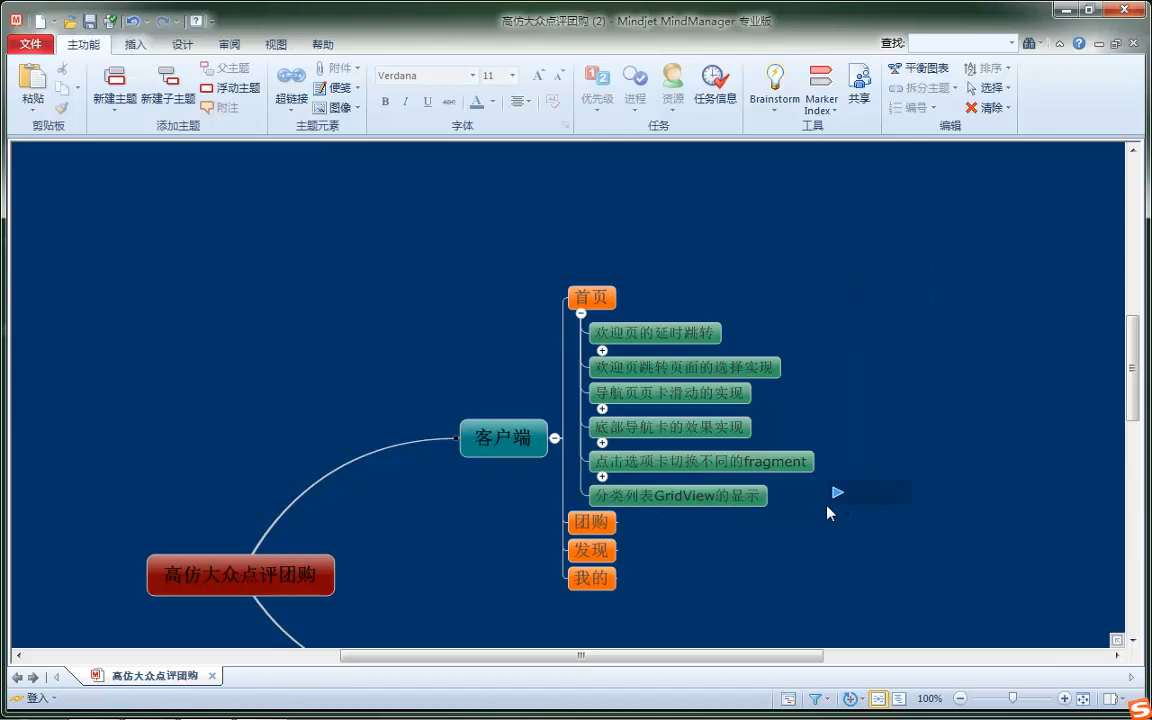 高仿大众点评团购 (2) - Mindjet MindManager 专业版
文件 主功能 插入 设计 审阅 视图 帮助 查找:
粘贴
剪贴板
新建主题 新建子主题
父主题
浮动主题
附注
添加主题
超链接
附件
便笺
图像
主题元素
Verdana 11
B I U abc A
字体
优先级 进程 资源 任务信息
任务
Brainstorm Marker Index 共享
工具
平衡图表 排序
拆分主题 选择
编号 清除
编辑
首页
欢迎页的延时跳转
欢迎页跳转页面的选择实现
导航页页卡滑动的实现
底部导航卡的效果实现
点击选项卡切换不同的fragment
分类列表GridView的显示
客户端
团购
发现
我的
高仿大众点评团购
高仿大众点评团购
登入 100%